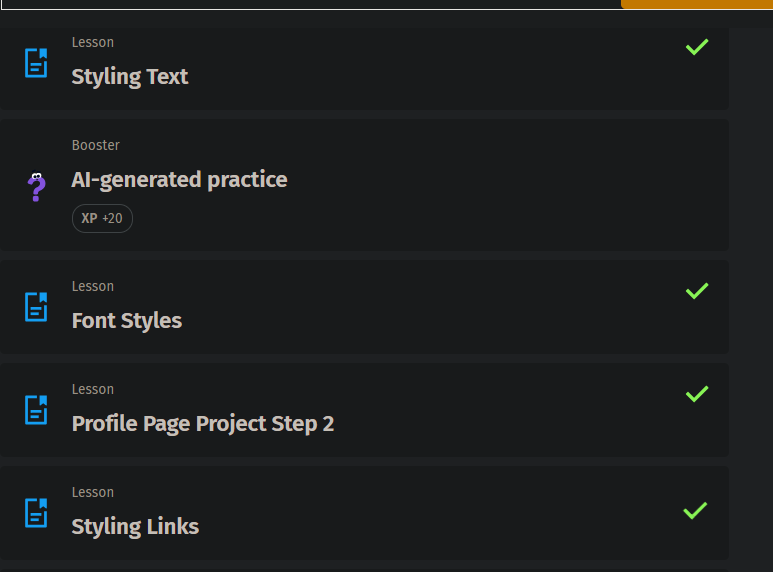 Lesson
Styling Text
Booster
AI-generated practice
XP +20
Lesson
Font Styles
Lesson
Profile Page Project Step 2
Lesson
Styling Links